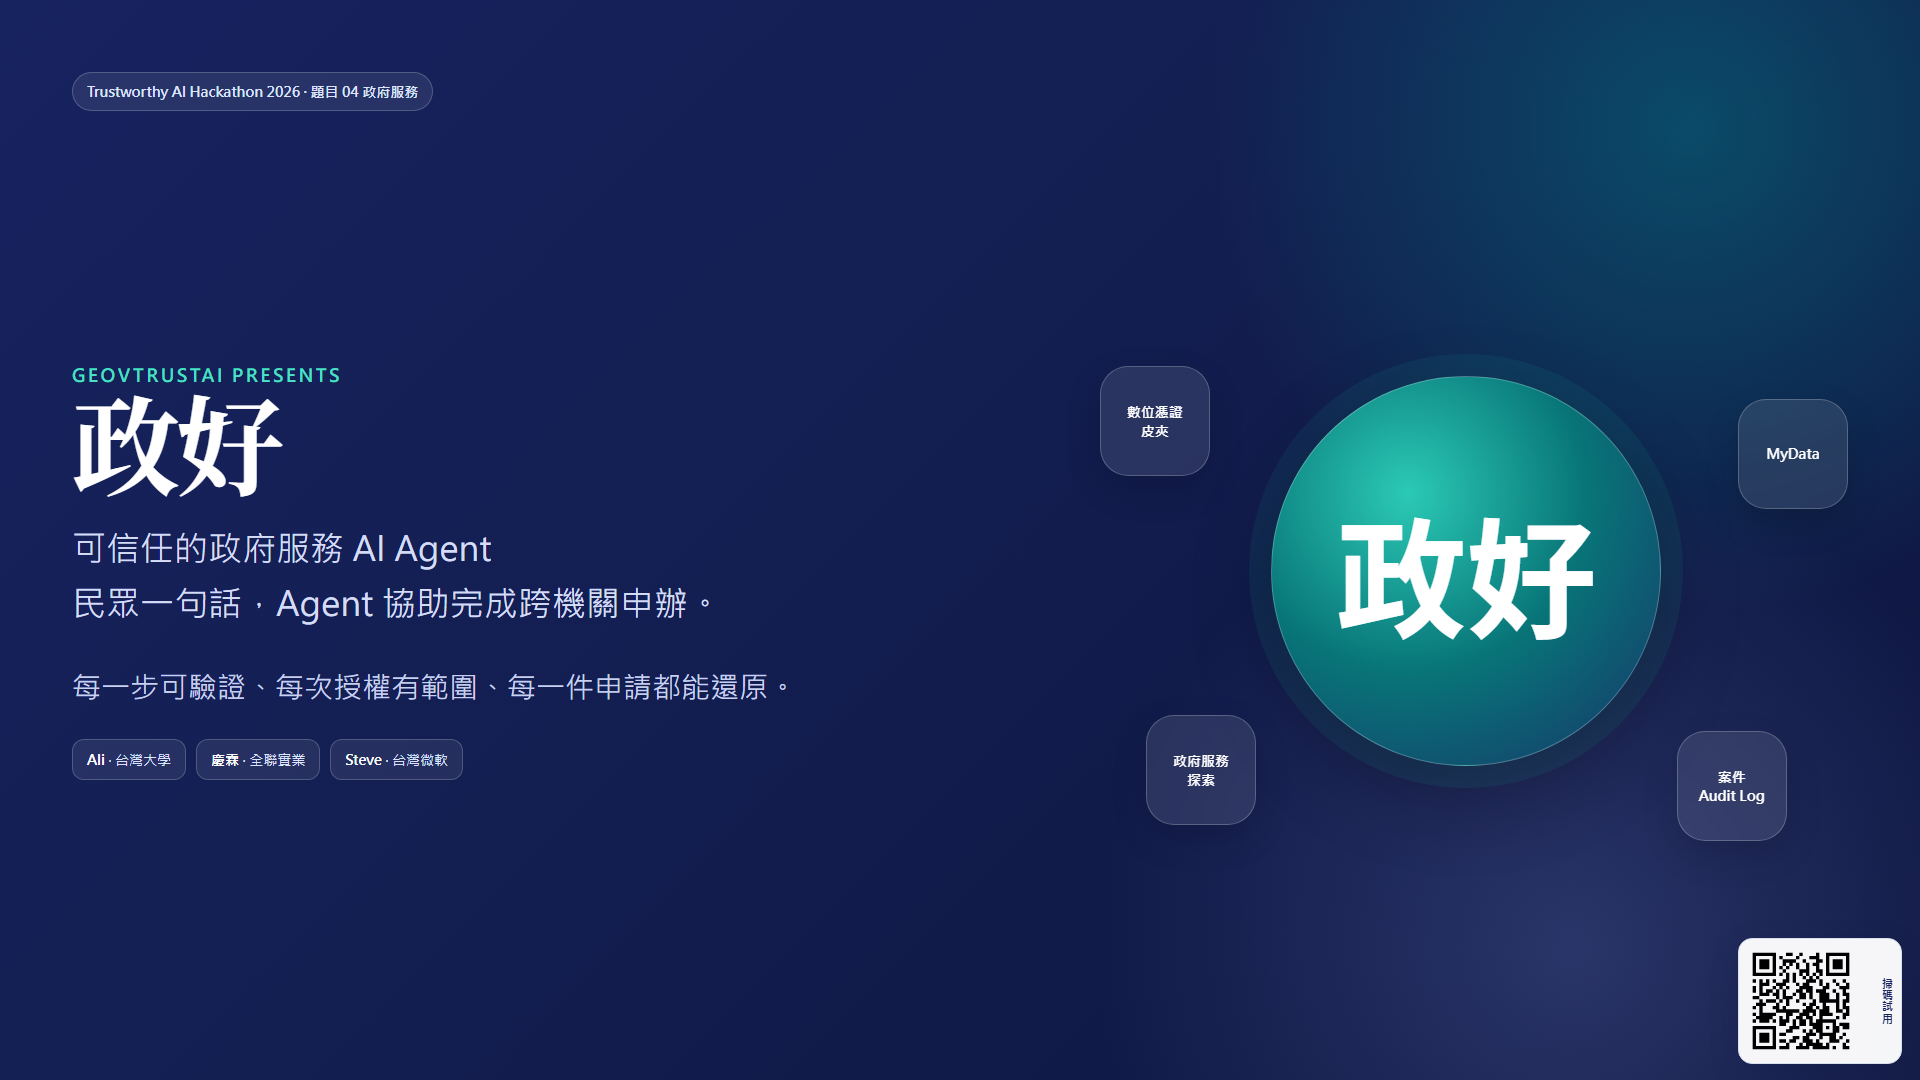 Trustworthy AI Hackathon 2026 · 題目 04 政府服務
GEOVTRUSTAI PRESENTS
政好
可信任的政府服務 AI Agent
民眾一句話，Agent 協助完成跨機關申辦。
每一步可驗證、每次授權有範圍、每一件申請都能還原。
Ali · 台灣大學
慶霖 · 全聯實業
Steve · 台灣微軟
數位憑證
皮夾
MyData
政好
政府服務
探索
案件
Audit Log
掃碼試用